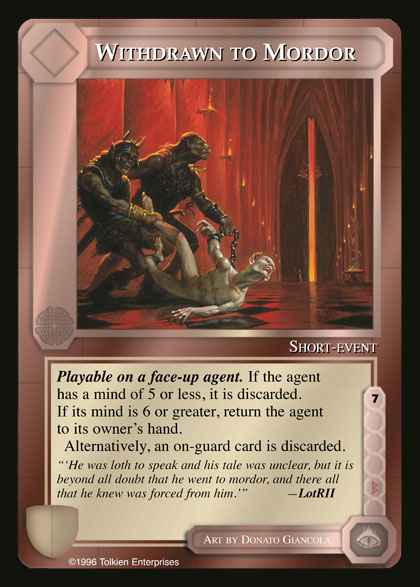 Withdrawn to Mordor
Short-event
Playable on a face-up agent. If the agent
has a mind of 5 or less, it is discarded.
If its mind is 6 or greater, return the agent
to its owner's hand.
Alternatively, an on-guard card is discarded.
"'He was loth to speak and his tale was unclear, but it is
beyond all doubt that he went to mordor, and there all
that he knew was forced from him.'" —LotRII
7
Art by Donato Giancola
©1996 Tolkien Enterprises